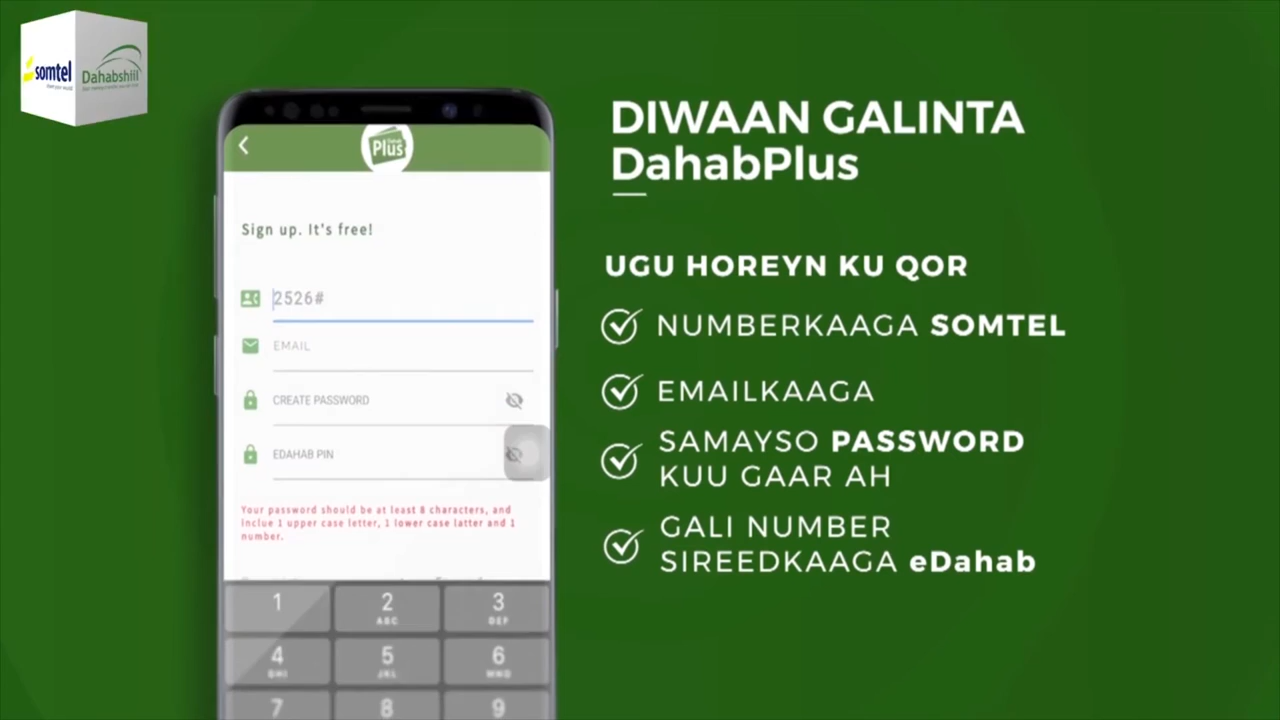 somtel
Dahabshiil
DIWAAN GALINTA
DahabPlus
Plus
Sign up. It's free!
2526#
EMAIL
CREATE PASSWORD
EDAHAB PIN
Your password should be at least 8 characters, and
inclue 1 upper case letter, 1 lower case latter and 1
number.
1
2
ABC
3
DEF
4
GHI
5
JKL
6
MNO
7
8
9
UGU HOREYN KU QOR
NUMBERKAAGA SOMTEL
EMAILKAAGA
SAMAYSO PASSWORD
KUU GAAR AH
GALI NUMBER
SIREEDKAAGA eDahab